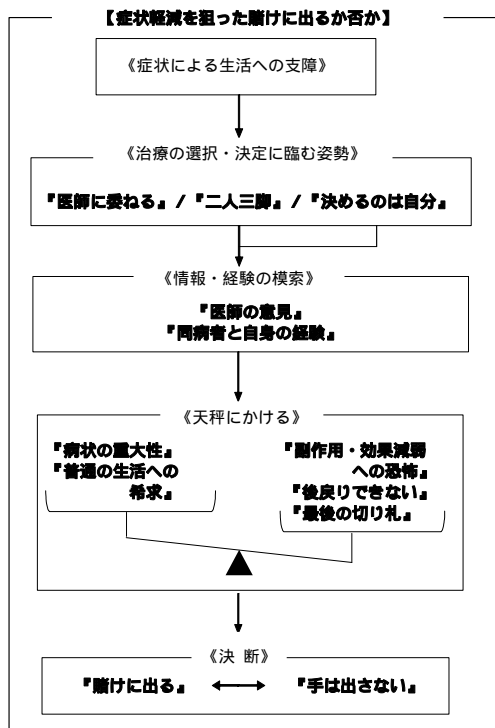 【症状軽減を狙った賭けに出るか否か】
《症状による生活への支障》
《治療の選択・決定に臨む姿勢》
『医師に委ねる』/『二人三脚』/『決めるのは自分』
《情報・経験の模索》
『医師の意見』
『同病者と自身の経験』
《天秤にかける》
『病状の重大性』
『普通の生活への
希求』
『副作用・効果減弱
への恐怖』
『後戻りできない』
『最後の切り札』
《決 断》
『賭けに出る』 『手は出さない』